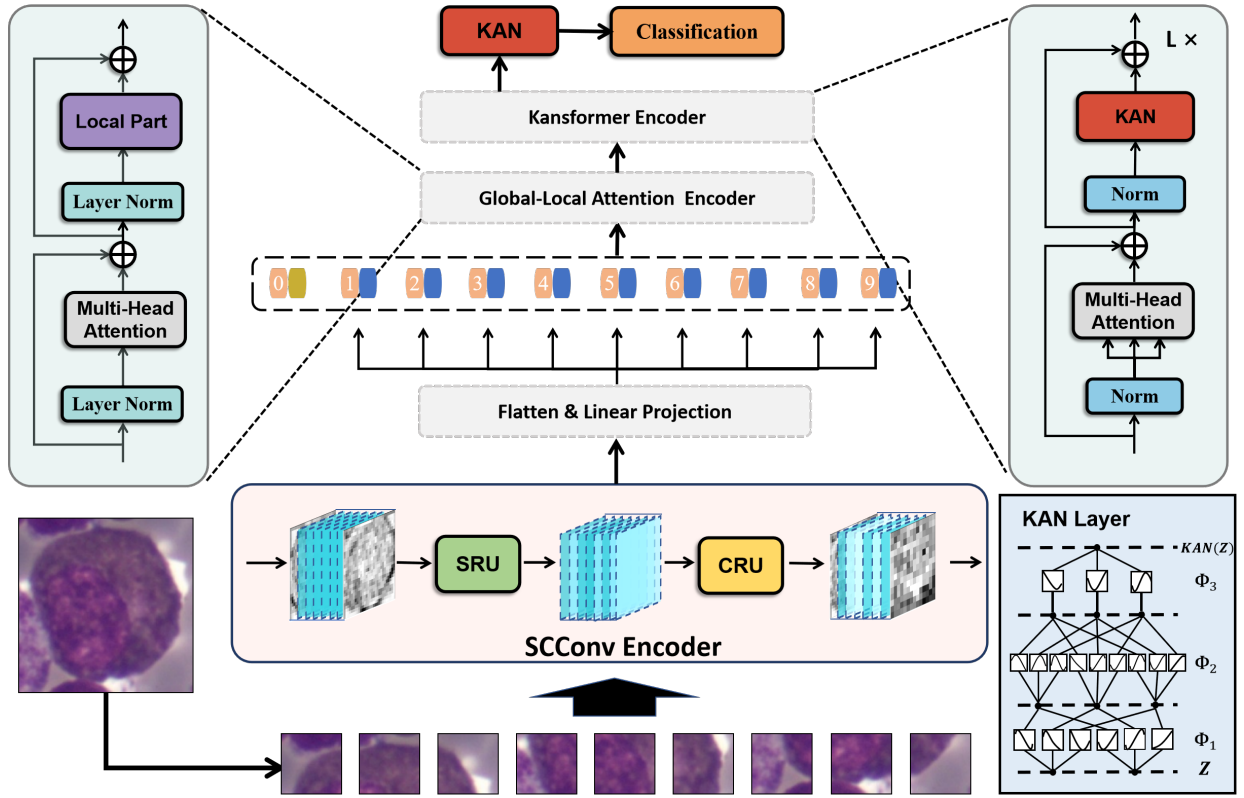 KAN
Classification
L ×
Local Part
Kansformer Encoder
KAN
Layer Norm
Global-Local Attention Encoder
Norm
0 1 2 3 4 5 6 7 8 9
Multi-Head
Attention
Multi-Head
Attention
Layer Norm
Flatten & Linear Projection
Norm
SRU
CRU
SCConv Encoder
KAN Layer
KAN(Z)
Φ3
Φ2
Φ1
Z